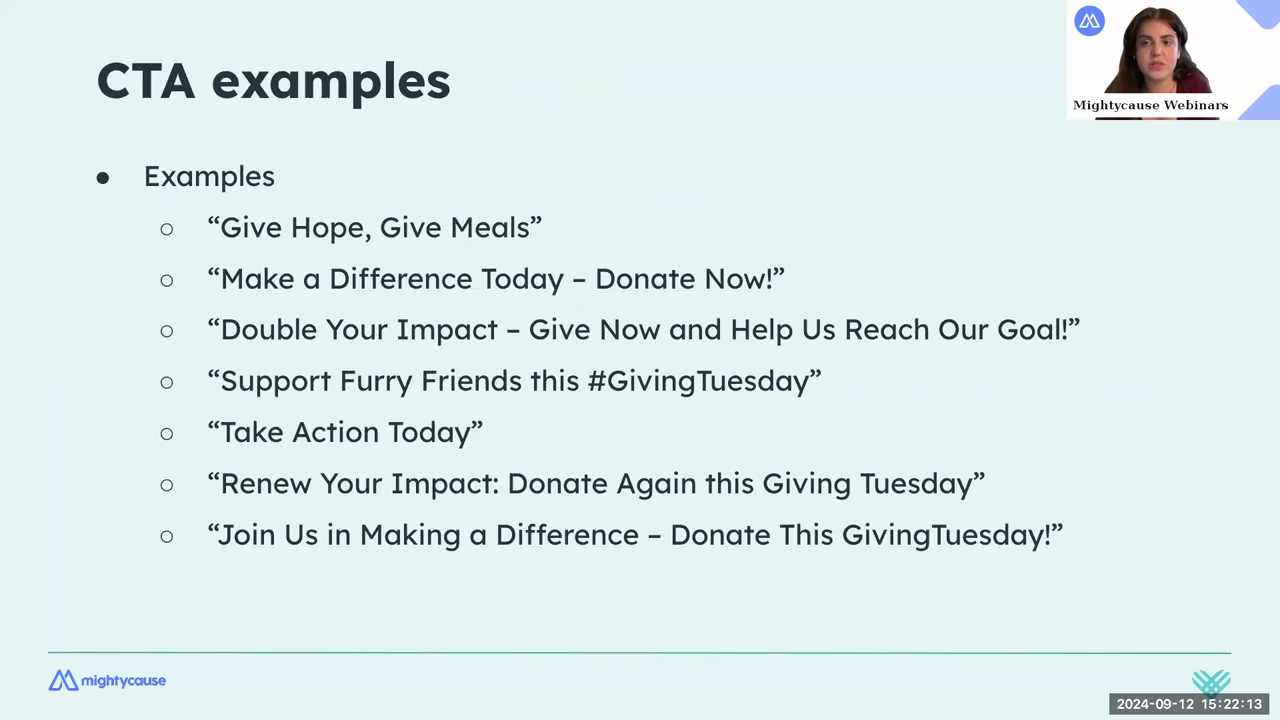 CTA examples
Mightycause Webinars
● Examples
○ “Give Hope, Give Meals”
○ “Make a Difference Today – Donate Now!”
○ “Double Your Impact – Give Now and Help Us Reach Our Goal!”
○ “Support Furry Friends this #GivingTuesday”
○ “Take Action Today”
○ “Renew Your Impact: Donate Again this Giving Tuesday”
○ “Join Us in Making a Difference – Donate This GivingTuesday!”
mightycause
2024-09-12 15:22:13